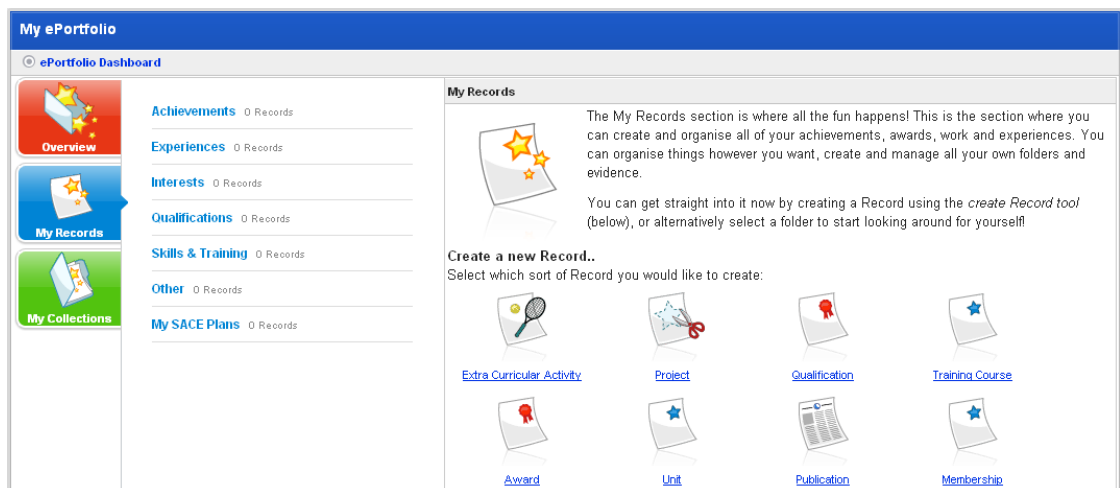 My ePortfolio
ePortfolio Dashboard
Overview
My Records
My Collections
Achievements 0 Records
Experiences 0 Records
Interests 0 Records
Qualifications 0 Records
Skills & Training 0 Records
Other 0 Records
My SACE Plans 0 Records
My Records
The My Records section is where all the fun happens! This is the section where you
can create and organise all of your achievements, awards, work and experiences. You
can organise things however you want, create and manage all your own folders and
evidence.
You can get straight into it now by creating a Record using the create Record tool
(below), or alternatively select a folder to start looking around for yourself!
Create a new Record..
Select which sort of Record you would like to create:
Extra Curricular Activity
Project
Qualification
Training Course
Award
Unit
Publication
Membership